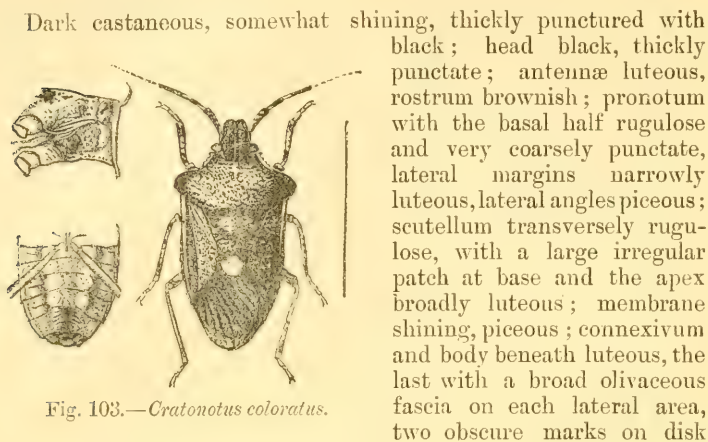 Dark castaneous, somewhat shining, thickly punctured with
black; head black, thickly
punctate; antennæ luteous,
rostrum brownish; pronotum
with the basal half rugulose
and very coarsely punctate,
lateral margins narrowly
luteous, lateral angles piceous;
scutellum transversely rugu-
lose, with a large irregular
patch at base and the apex
broadly luteous; membrane
shining, piceous; connexivum
and body beneath luteous, the
last with a broad olivaceous
fascia on each lateral area,
two obscure marks on disk
Fig. 103.—Cratonotus coloratus.